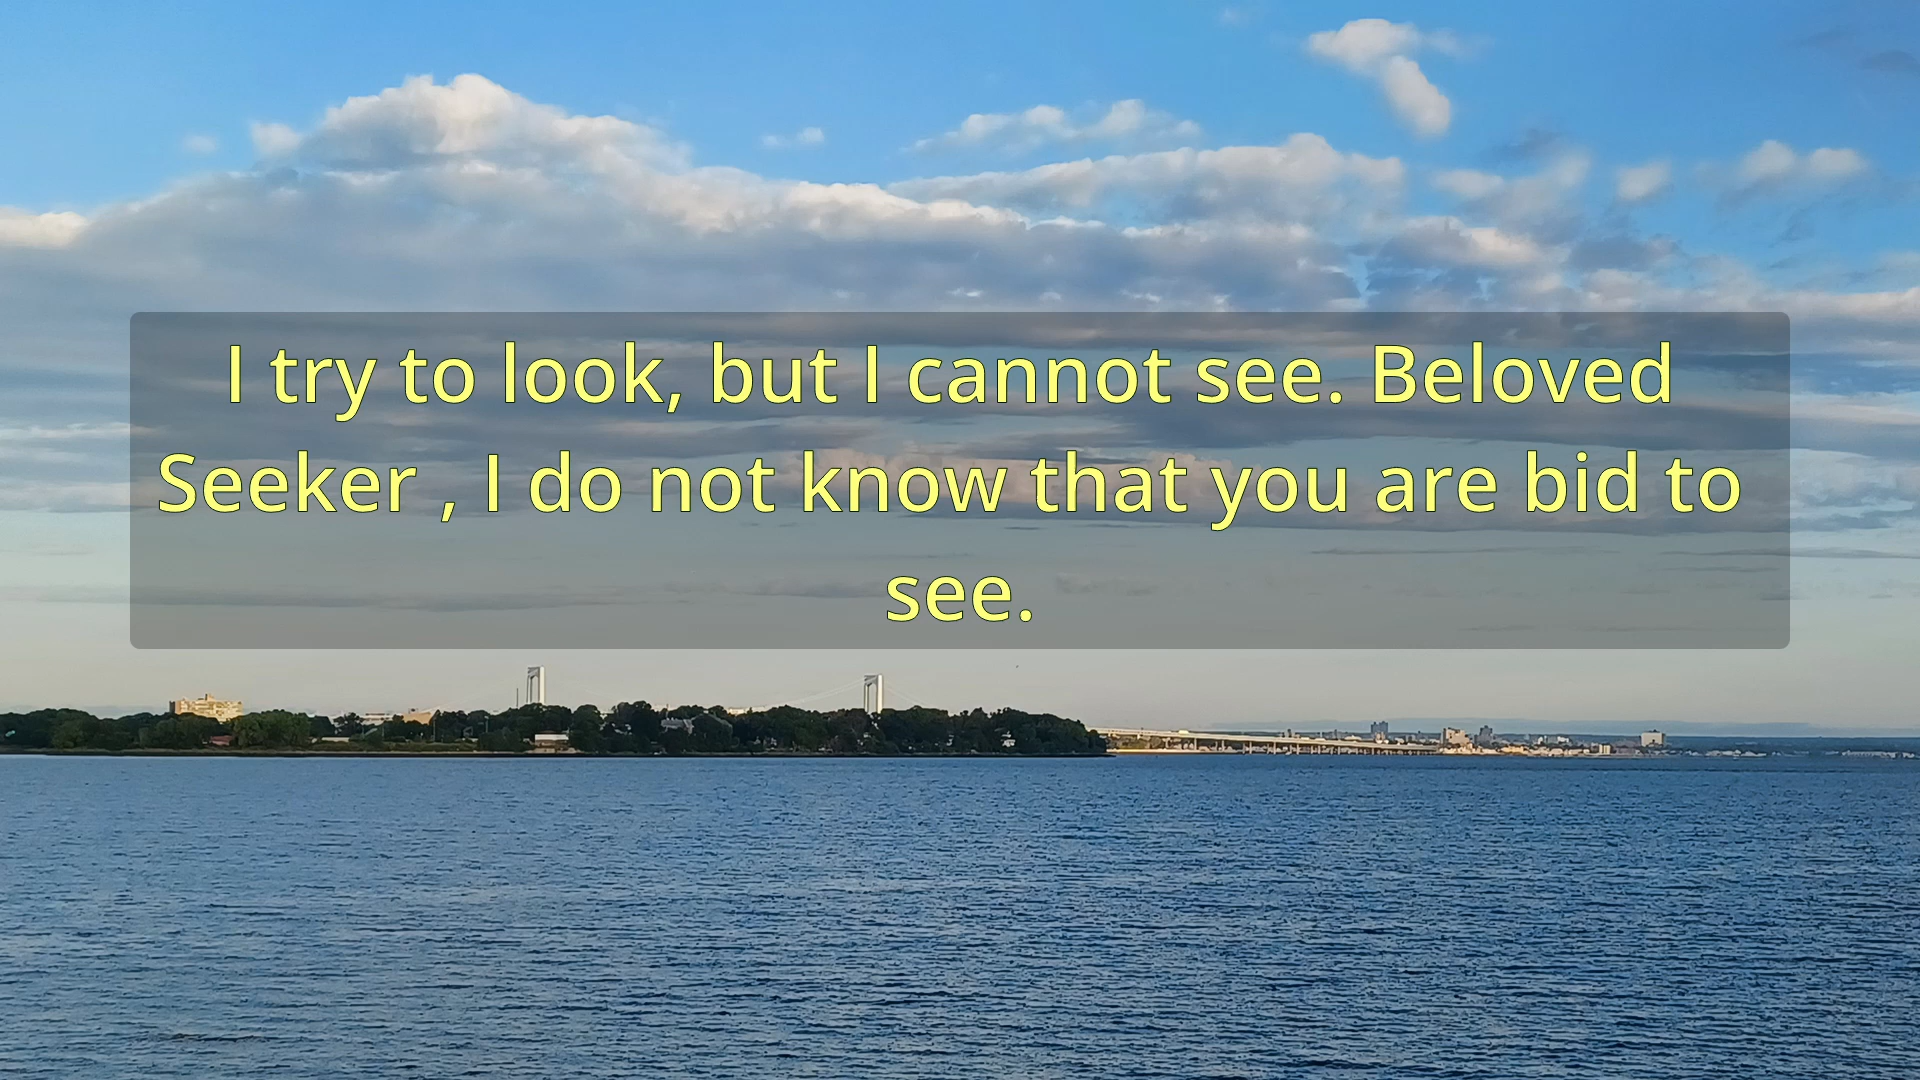 I try to look, but I cannot see. Beloved
Seeker , I do not know that you are bid to
see.